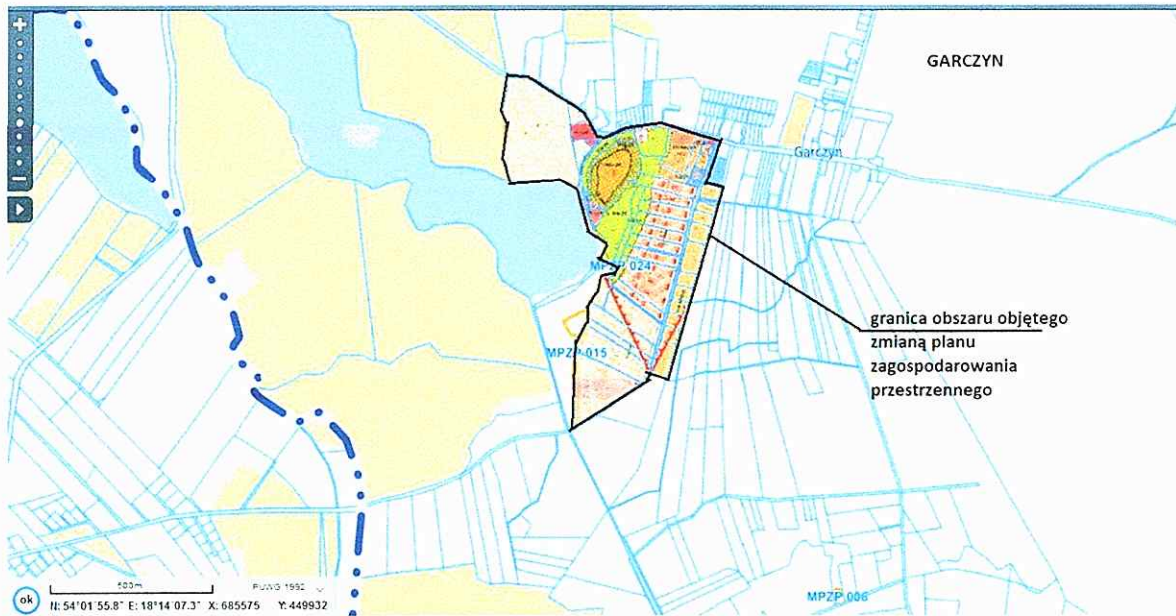 GARCZYN
Garczyn
MPZP 024
granica obszaru objętego
zmianą planu
zagospodarowania
przestrzennego
MPZP 015
MPZP 006
500m
PUWG 1992
ok
N: 54°01'55.8" E: 18°14'07.3" X: 685575 Y: 449932